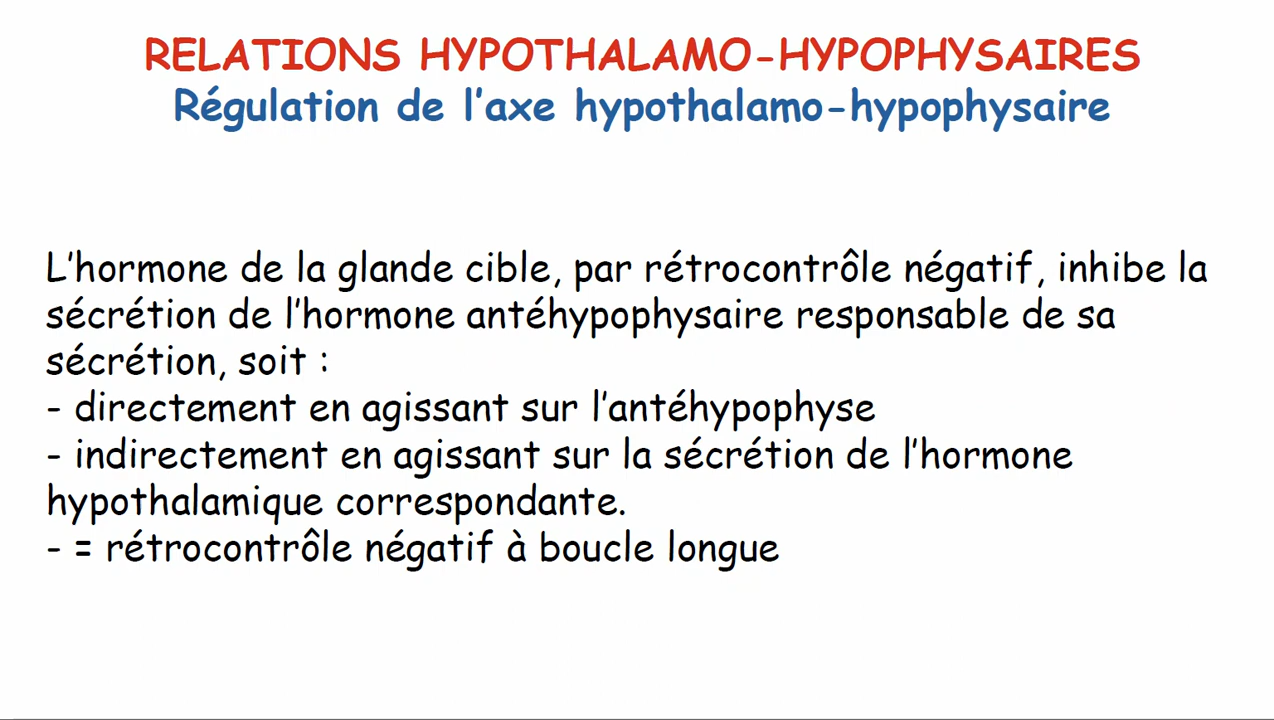 RELATIONS HYPOTHALAMO-HYPOPHYSAIRES
Régulation de l’axe hypothalamo-hypophysaire
L’hormone de la glande cible, par rétrocontrôle négatif, inhibe la
sécrétion de l’hormone antéhypophysaire responsable de sa
sécrétion, soit :
- directement en agissant sur l’antéhypophyse
- indirectement en agissant sur la sécrétion de l’hormone
hypothalamique correspondante.
- = rétrocontrôle négatif à boucle longue